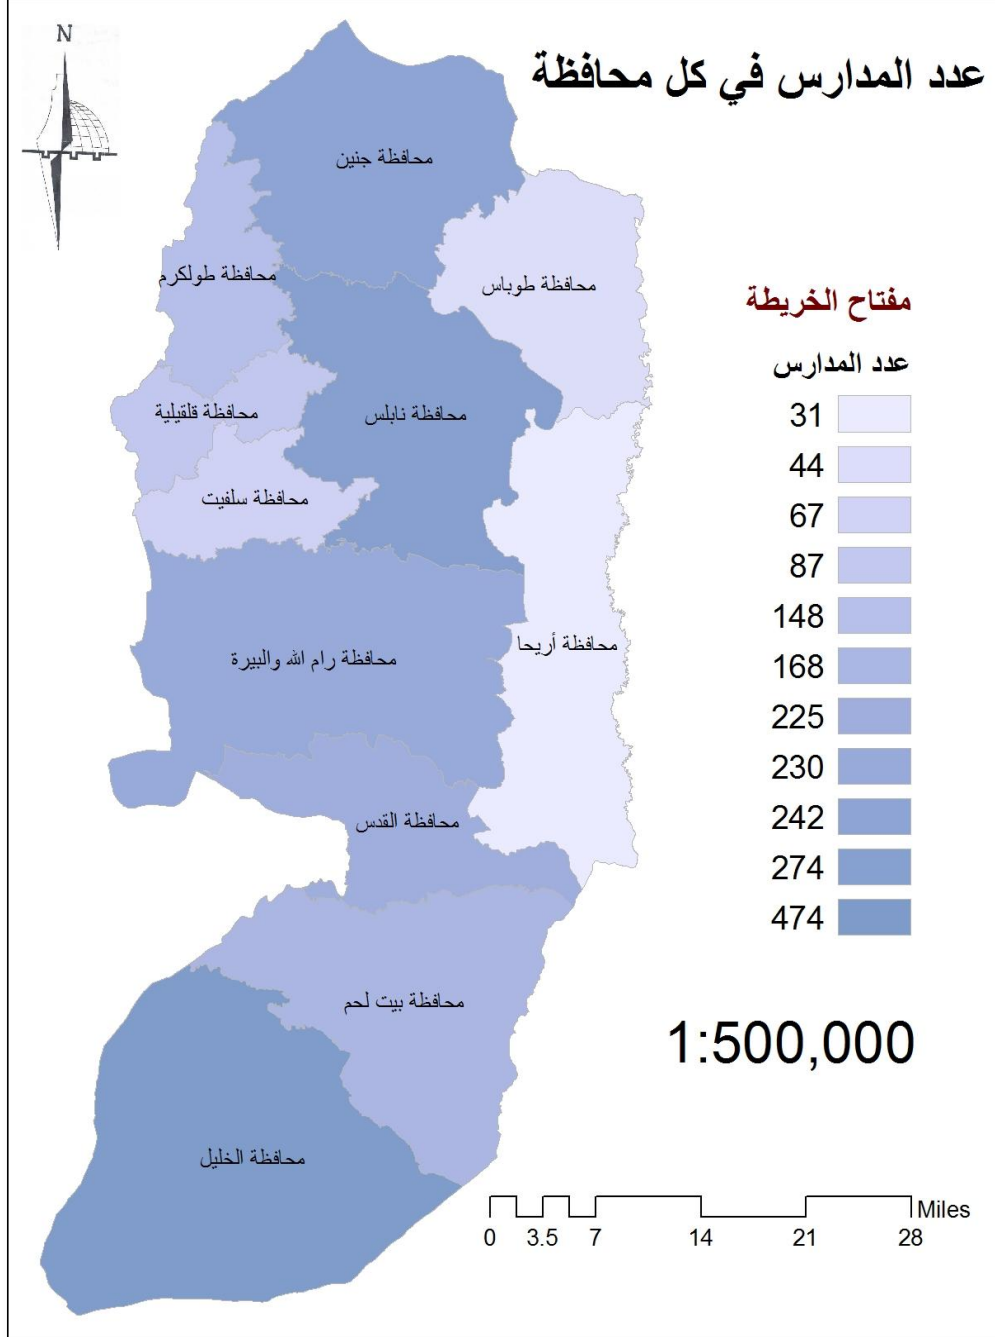 N
عدد المدارس في كل محافظة
محافظة جنين
محافظة طولكرم
محافظة طوباس
محافظة قلقيلية
محافظة نابلس
محافظة سلفيت
محافظة أريحا
محافظة رام الله والبيرة
محافظة القدس
محافظة بيت لحم
محافظة الخليل
مفتاح الخريطة
عدد المدارس
31
44
67
87
148
168
225
230
242
274
474
1:500,000
Miles
0 3.5 7 14 21 28